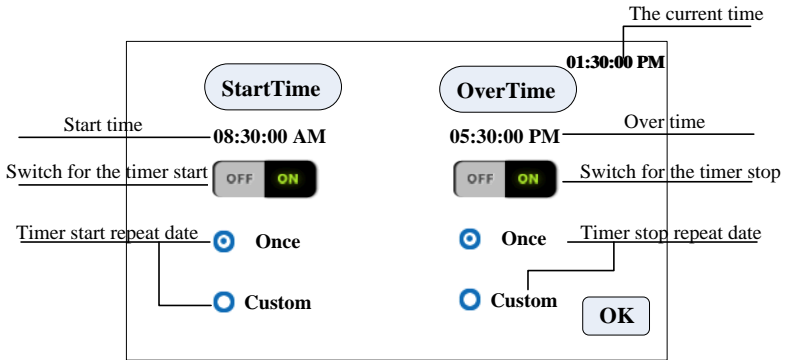 The current time
01:30:00 PM
StartTime
OverTime
Start time
08:30:00 AM
05:30:00 PM
Over time
Switch for the timer start
OFF ON
OFF ON
Switch for the timer stop
Timer start repeat date
Once
Once
Timer stop repeat date
Custom
Custom
OK